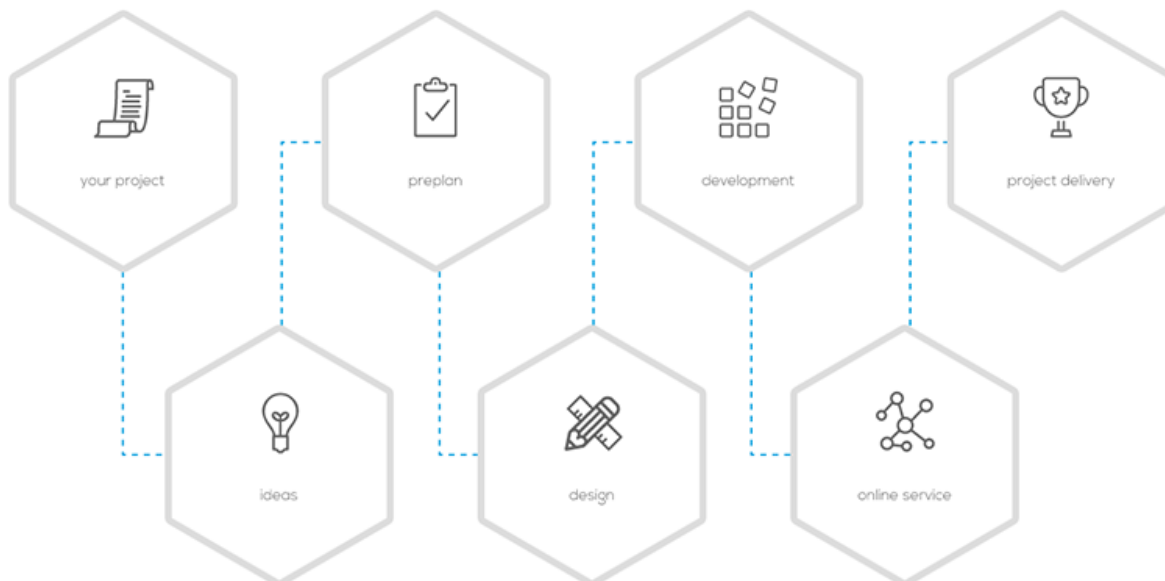 your project
preplan
development
project delivery
ideas
design
online service